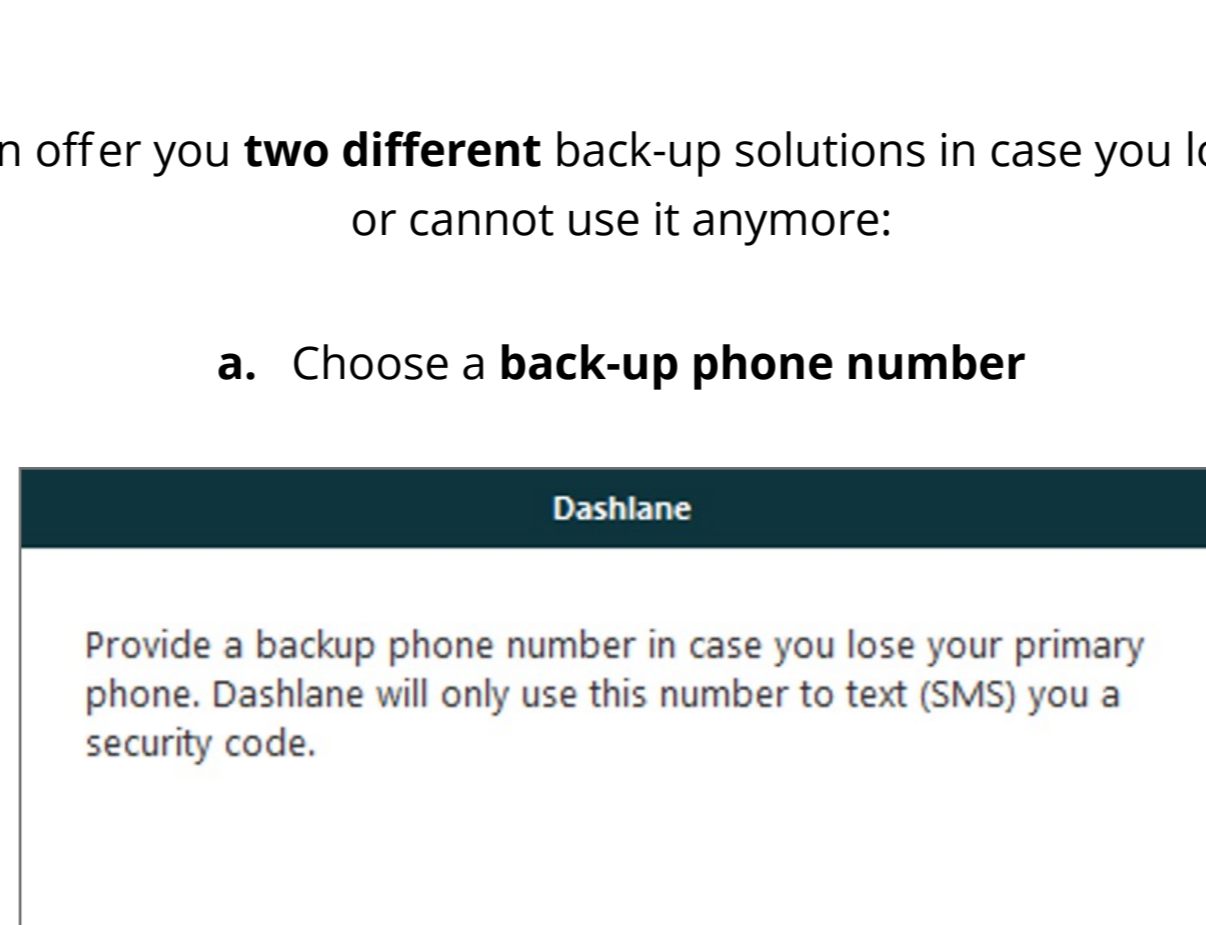 offer you two different back-up solutions in case you
or cannot use it anymore:
a. Choose a back-up phone number
Dashlane
Provide a backup phone number in case you lose your primary
phone. Dashlane will only use this number to text (SMS) you a
security code.